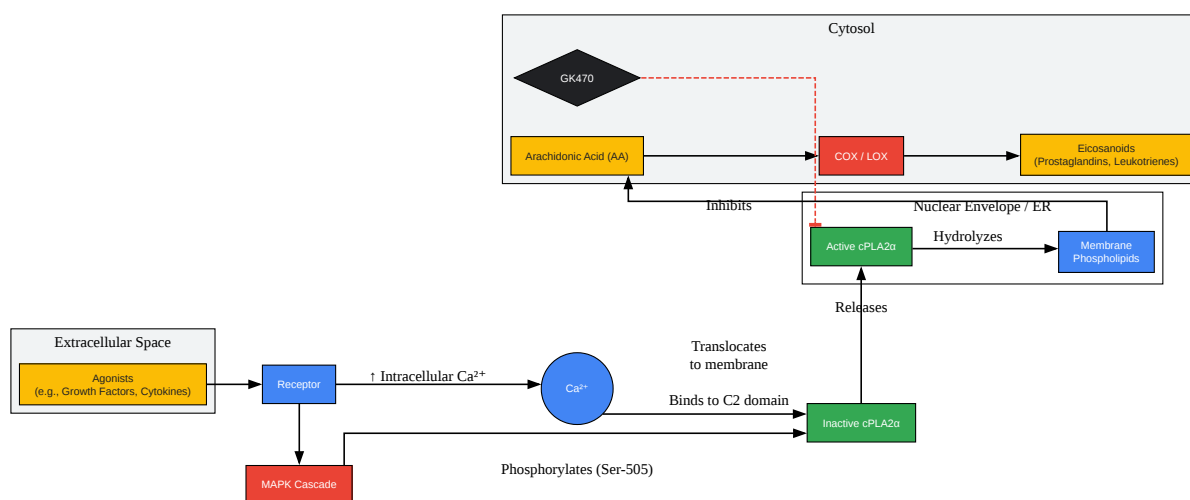 Cytosol
GK470
Arachidonic Acid (AA)
COX / LOX
Eicosanoids
(Prostaglandins, Leukotrienes)
Inhibits
Nuclear Envelope / ER
Active cPLA2α
Hydrolyzes
Membrane
Phospholipids
Releases
Extracellular Space
Agonists
(e.g., Growth Factors, Cytokines)
Receptor
↑ Intracellular Ca²⁺
Ca²⁺
Translocates
to membrane
Binds to C2 domain
Inactive cPLA2α
Phosphorylates (Ser-505)
MAPK Cascade